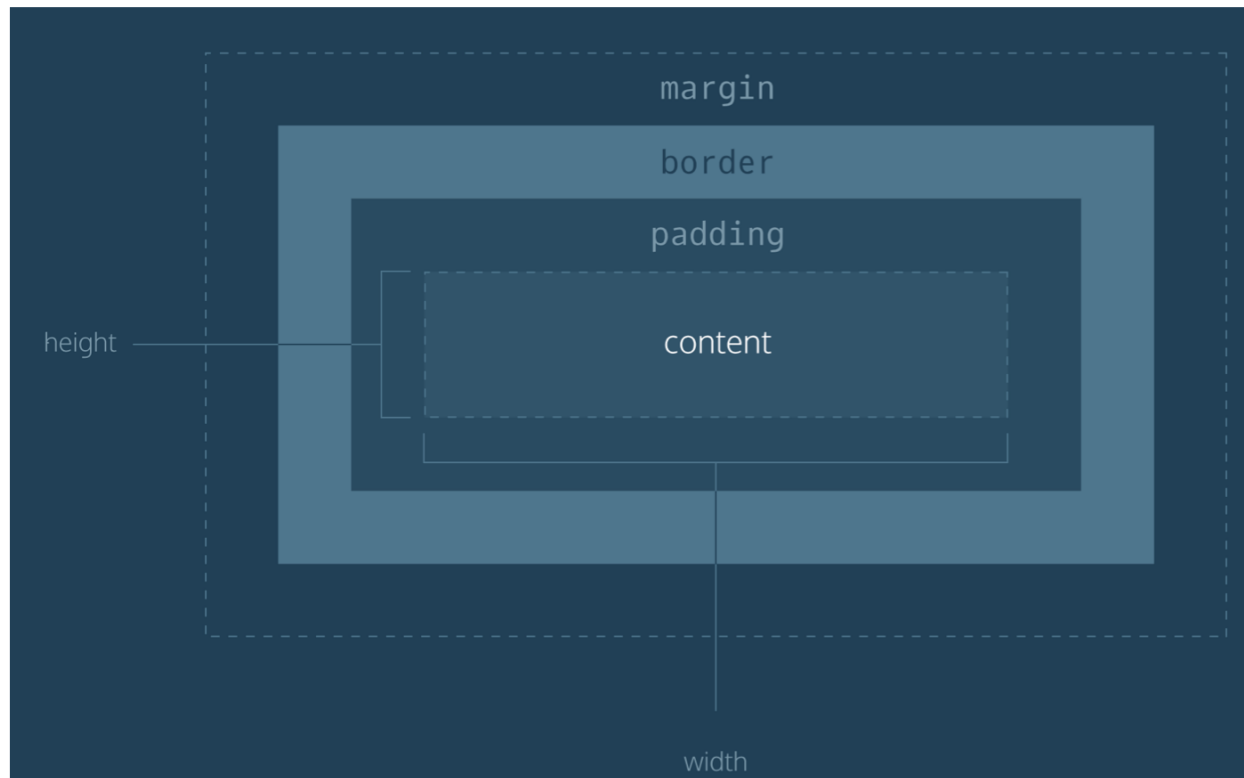 margin
border
padding
height
content
width